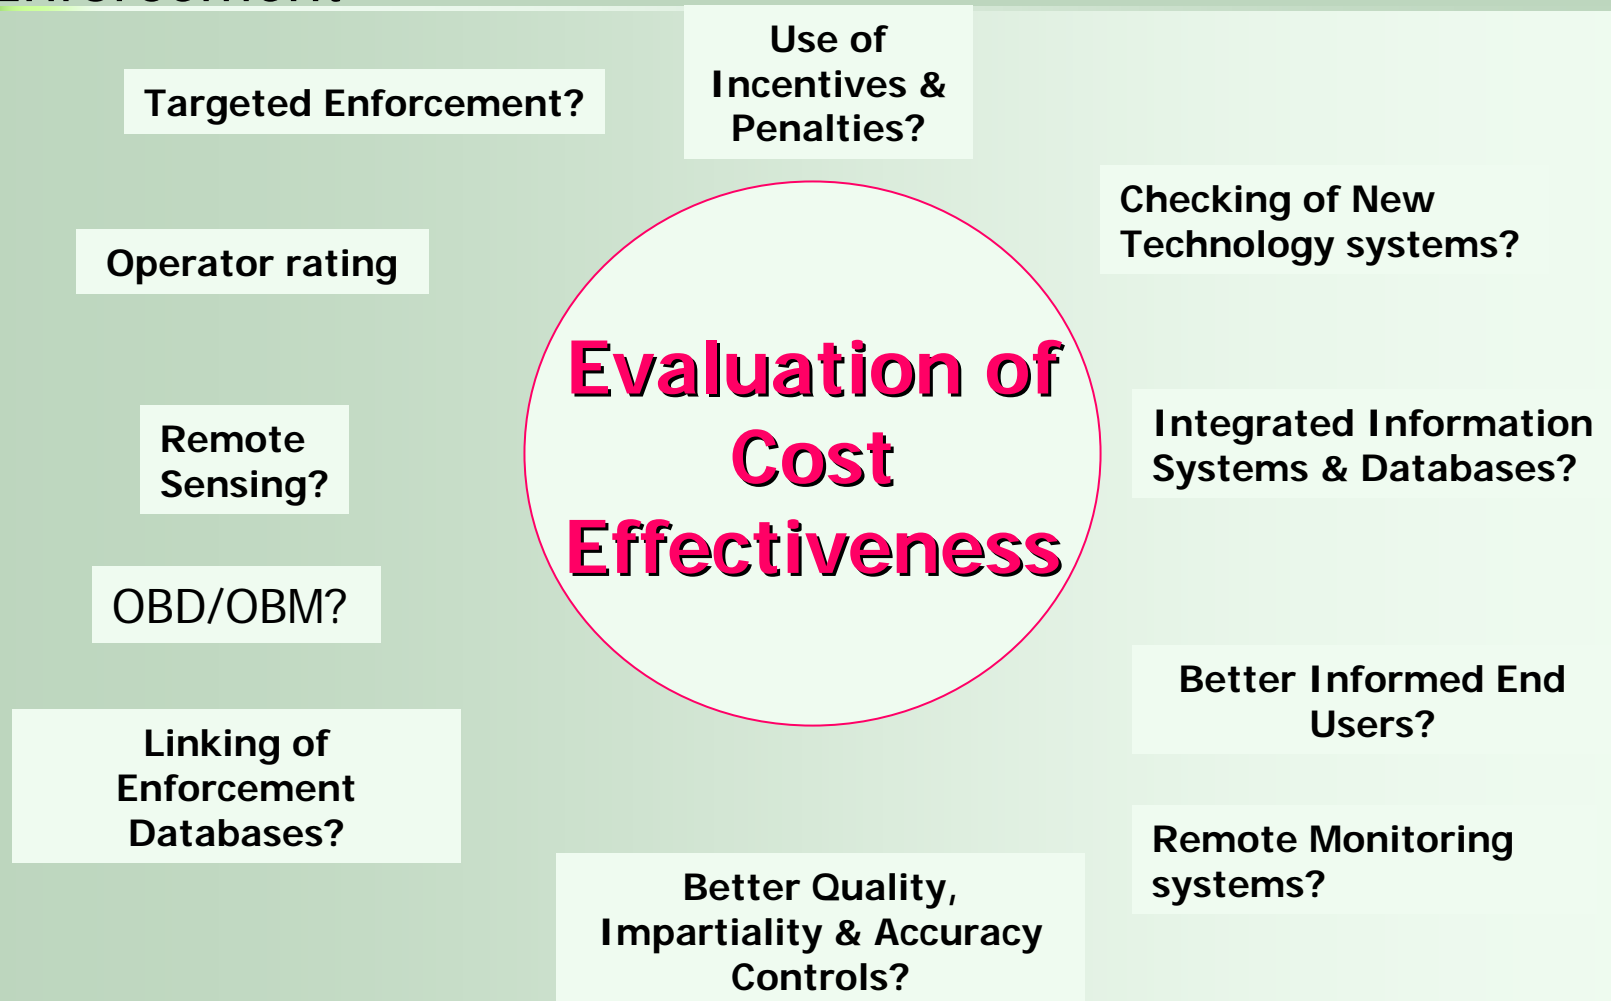 Use of
Incentives &
Penalties?
Targeted Enforcement?
Checking of New
Technology systems?
Operator rating
Evaluation of
Cost
Effectiveness
Remote
Sensing?
Integrated Information
Systems & Databases?
OBD/OBM?
Better Informed End
Users?
Linking of
Enforcement
Databases?
Remote Monitoring
systems?
Better Quality,
Impartiality & Accuracy
Controls?